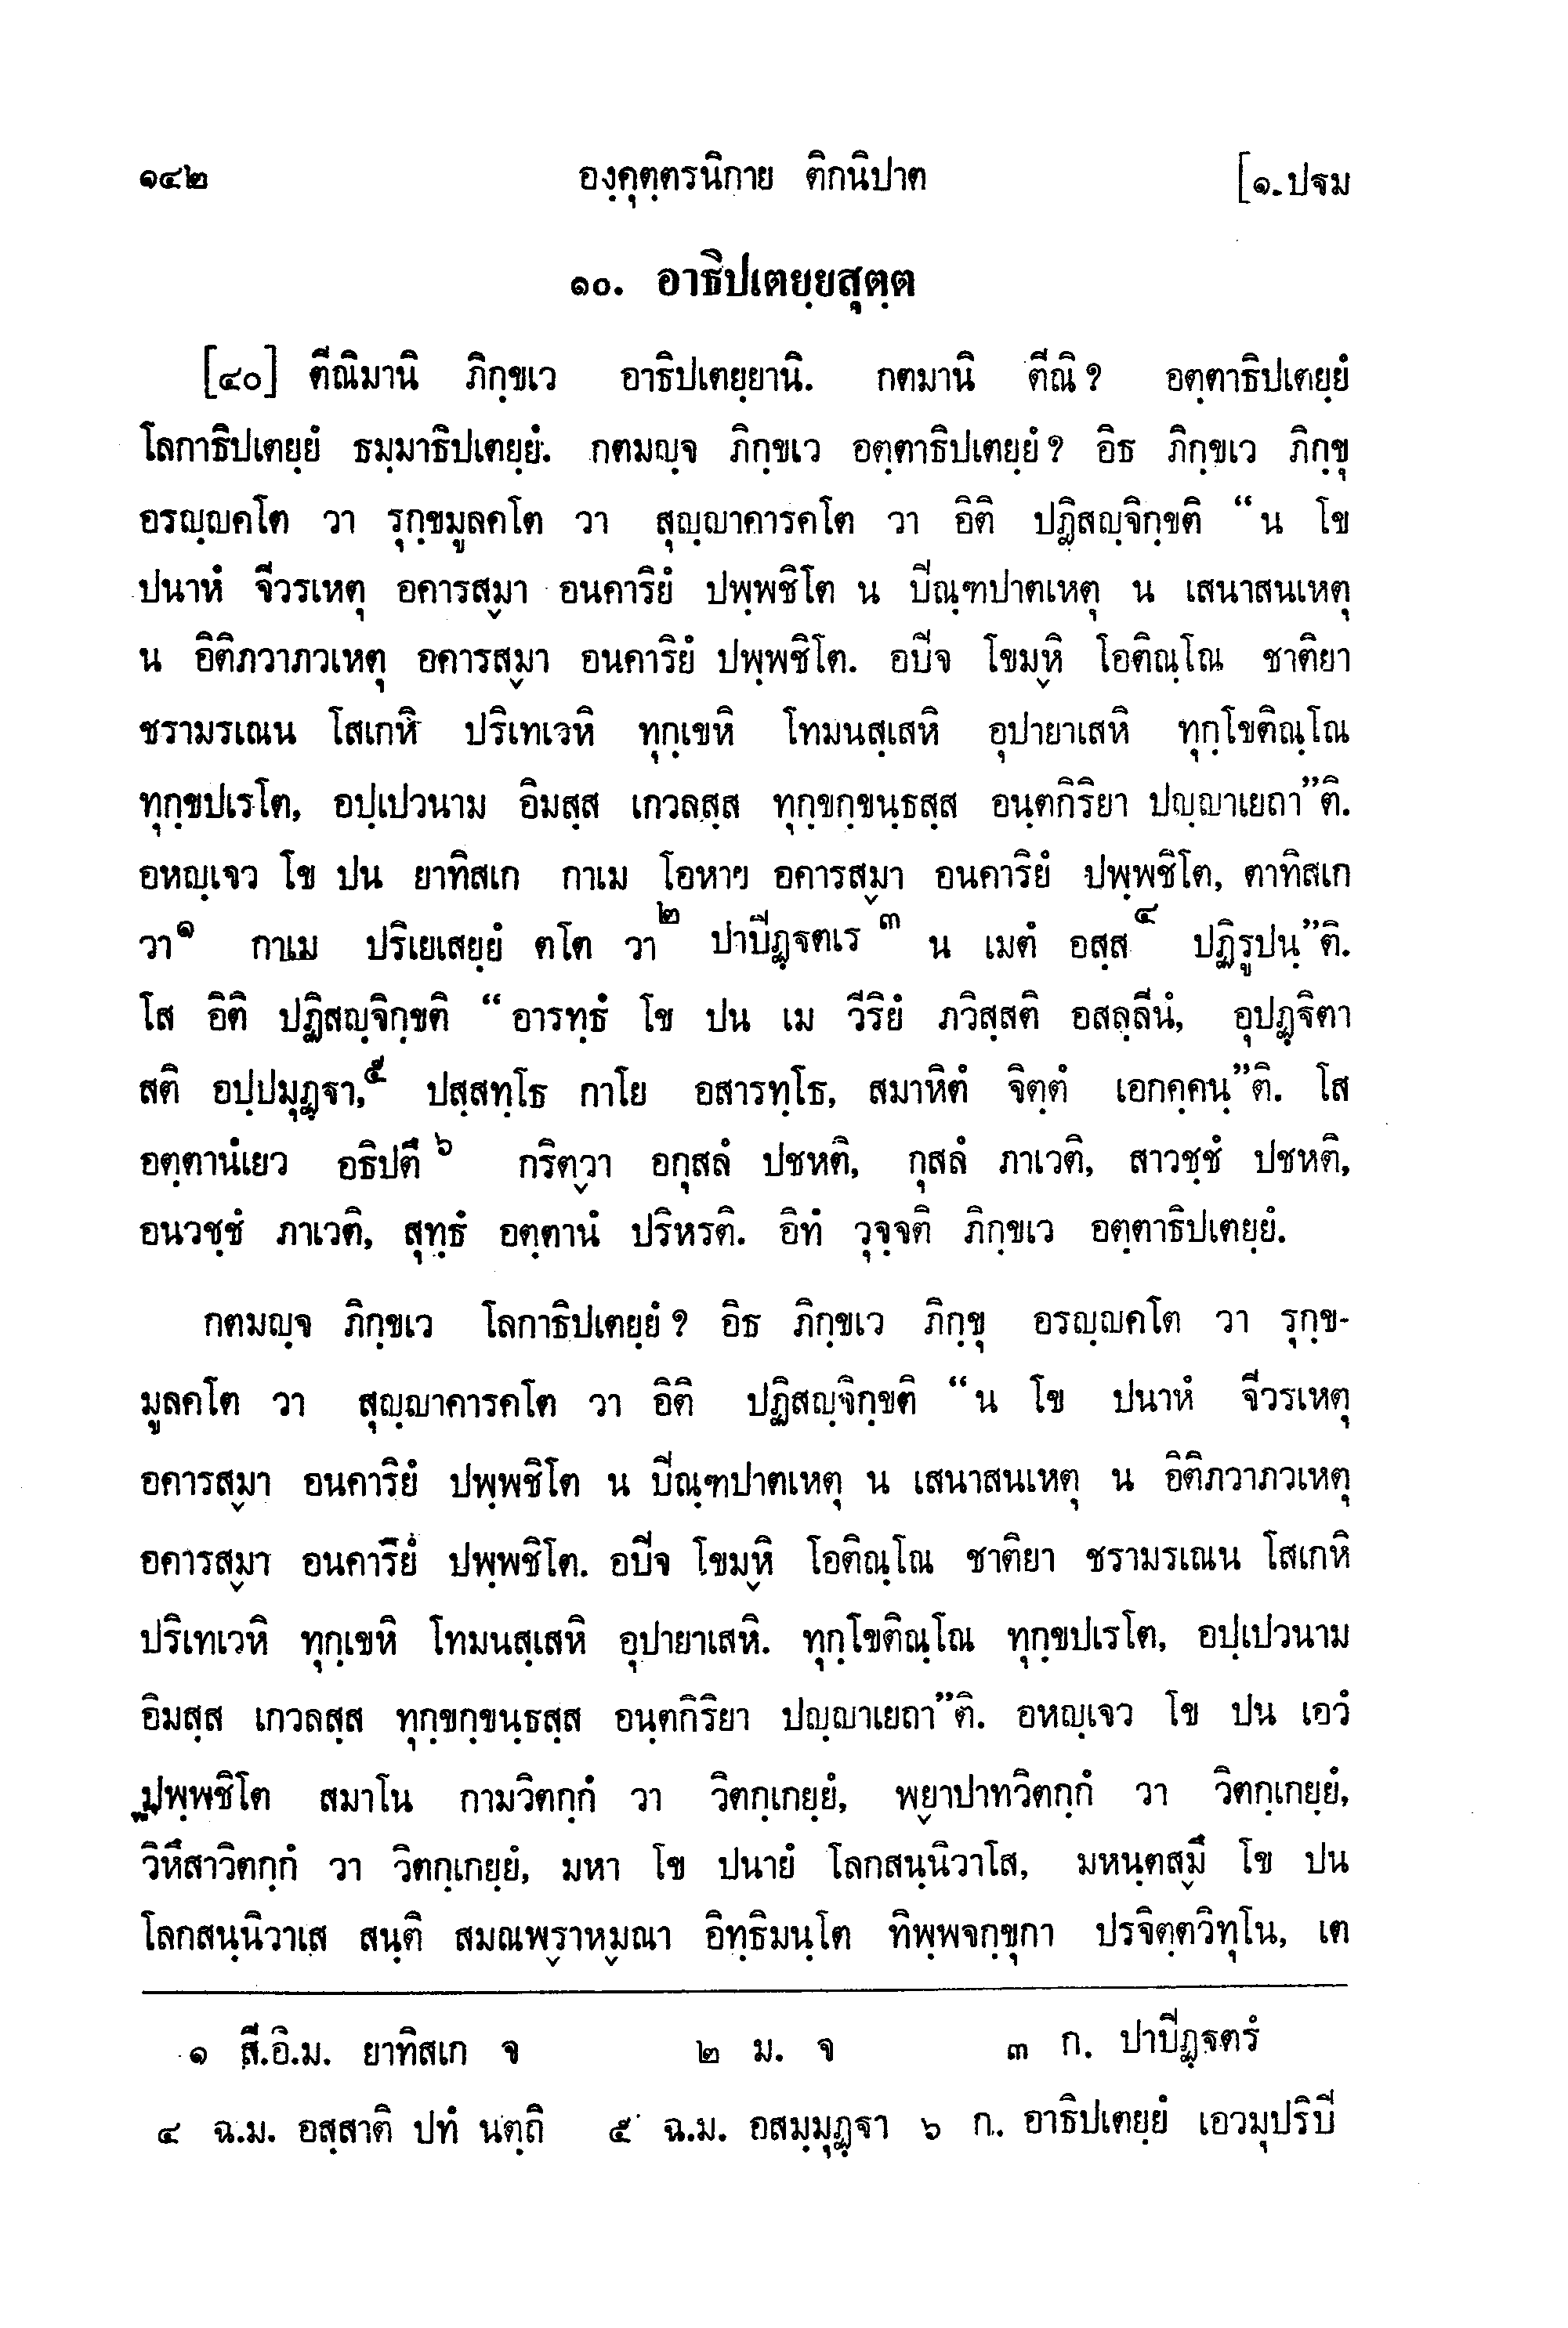 ๑๔๒ องฺคุตฺตรนิกาย ติกนิปาต [๑.ปฐม
๑๐. อาธิปเตยฺยสุตฺต
[๔๐] ตีณิมานิ ภิกฺขเว อาธิปเตยฺยานิ. กตมานิ ตีณิ? อตฺตาธิปเตยฺยํ
โลกาธิปเตยฺยํ ธมฺมาธิปเตยฺยํ. กตมญฺจ ภิกฺขเว อตฺตาธิปเตยฺยํ? อิธ ภิกฺขเว ภิกฺขุ
อรญฺญคโต วา รุกฺขมูลคโต วา สุญฺญาคารคโต วา อิติ ปฏิสญฺจิกฺขติ “น โข
ปนาหํ จีวรเหตุ อคารสฺมา อนคาริยํ ปพฺพชิโต น ปิณฺฑปาตเหตุ น เสนาสนเหตุ
น อิติภวาภวเหตุ อคารสฺมา อนคาริยํ ปพฺพชิโต. อปิจ โขมฺหิ โอติณฺโณ ชาติยา
ชรามรเณน โสเกหิ ปริเทเวหิ ทุกฺเขหิ โทมนสฺเสหิ อุปายาเสหิ ทุกฺโขติณฺโณ
ทุกฺขปเรโต, อปฺเปวนาม อิมสฺส เกวลสฺส ทุกฺขกฺขนฺธสฺส อนฺตกิริยา ปญฺญาเยถา”ติ.
อหญฺเจว โข ปน ยาทิสเก กาเม โอหาย อคารสฺมา อนคาริยํ ปพฺพชิโต, ตาทิสเก
วา๑ กาเม ปริเยเสยฺยํ ตโต วา๒ ปาปิฏฺฐตเร๓ น เมตํ อสฺส๔ ปฏิรูปนฺ”ติ.
โส อิติ ปฏิสญฺจิกฺขติ “อารทฺธํ โข ปน เม วีริยํ ภวิสฺสติ อสลฺลีนํ, อุปฏฺฐิตา
สติ อปฺปมุฏฺฐา,๕ ปสฺสทฺโธ กาโย อสารทฺโธ, สมาหิตํ จิตฺตํ เอกคฺคนฺ”ติ. โส
อตฺตานํเยว อธิปตึ๖ กริตฺวา อกุสลํ ปชหติ, กุสลํ ภาเวติ, สาวชฺชํ ปชหติ,
อนวชฺชํ ภาเวติ, สุทฺธํ อตฺตานํ ปริหรติ. อิทํ วุจฺจติ ภิกฺขเว อตฺตาธิปเตยฺยํ.
กตมญฺจ ภิกฺขเว โลกาธิปเตยฺยํ? อิธ ภิกฺขเว ภิกฺขุ อรญฺญคโต วา รุกฺข-
มูลคโต วา สุญฺญาคารคโต วา อิติ ปฏิสญฺจิกฺขติ “น โข ปนาหํ จีวรเหตุ
อคารสฺมา อนคาริยํ ปพฺพชิโต น ปิณฺฑปาตเหตุ น เสนาสนเหตุ น อิติภวาภวเหตุ
อคารสฺมา อนคาริยํ ปพฺพชิโต. อปิจ โขมฺหิ โอติณฺโณ ชาติยา ชรามรเณน โสเกหิ
ปริเทเวหิ ทุกฺเขหิ โทมนสฺเสหิ อุปายาเสหิ. ทุกฺโขติณฺโณ ทุกฺขปเรโต, อปฺเปวนาม
อิมสฺส เกวลสฺส ทุกฺขกฺขนฺธสฺส อนฺตกิริยา ปญฺญาเยถา”ติ. อหญฺเจว โข ปน เอวํ
ปพฺพชิโต สมาโน กามวิตกฺกํ วา วิตกฺเกยฺยํ, พฺยาปาทวิตกฺกํ วา วิตกฺเกยฺยํ,
วิหึสาวิตกฺกํ วา วิตกฺเกยฺยํ, มหา โข ปนายํ โลกสนฺนิวาโส, มหนฺตสฺมึ โข ปน
โลกสนฺนิวาเส สนฺติ สมณพฺราหฺมณา อิทฺธิมนฺโต ทิพฺพจกฺขุกา ปรจิตฺตวิทุโน, เต
๑ สี.อิ.ม. ยาทิสเก จ ๒ ม. จ ๓ ก. ปาปิฏฺฐตรํ
๔ ฉ.ม. อสฺสาติ ปทํ นตฺถิ ๕ ฉ.ม. อสมฺมุฏฺฐา ๖ ก. อาธิปเตยฺยํ เอวมุปริปิ